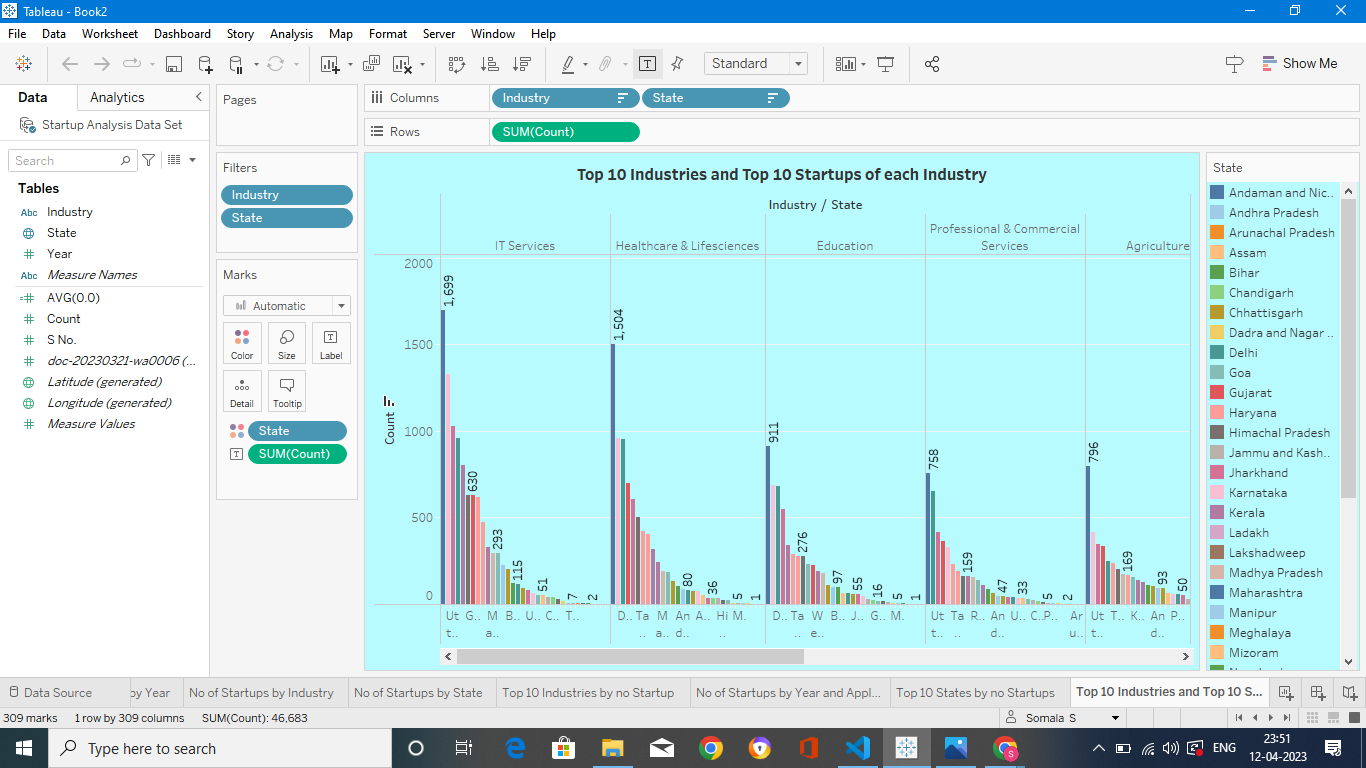 Tableau - Book2
File Data Worksheet Dashboard Story Analysis Map Format Server Window Help
Standard
Show Me
Data Analytics
Startup Analysis Data Set
Search
Tables
Abc Industry
State
Year
Abc Measure Names
AVG(0.0)
Count
S No.
doc-20230321-wa0006 (...
Latitude (generated)
Longitude (generated)
Measure Values
Pages
Filters
Industry
State
Marks
Automatic
Color Size Label
Detail Tooltip
State
SUM(Count)
Columns Industry State
Rows SUM(Count)
Top 10 Industries and Top 10 Startups of each Industry
Industry / State
IT Services
Healthcare & Lifesciences
Education
Professional & Commercial
Services
Agriculture
Count
2000
1500
1000
500
0
1,699 630 293 115 51 7 2
1,504 80 36 5 1
911 276 97 55 16 5 1
758 159 47 33 5 2
796 169 93 50
Ut G.. M B.. U.. C.. T.. D.. Ta M And A.. Hi M. D.. Ta W B.. J.. G.. M.. Utt Ta R.. An U.. C..P.. Ar Utt T.. K.. An P..
t.. a.. .. a.. d.. .. .. e.. t.. .. d.. u.. t.. d..
State
Andaman and Nic..
Andhra Pradesh
Arunachal Pradesh
Assam
Bihar
Chandigarh
Chhattisgarh
Dadra and Nagar ..
Delhi
Goa
Gujarat
Haryana
Himachal Pradesh
Jammu and Kash..
Jharkhand
Karnataka
Kerala
Ladakh
Lakshadweep
Madhya Pradesh
Maharashtra
Manipur
Meghalaya
Mizoram
Data Source by Year No of Startups by Industry No of Startups by State Top 10 Industries by no Startup No of Startups by Year and Appl... Top 10 States by no Startups Top 10 Industries and Top 10 S...
309 marks 1 row by 309 columns SUM(Count): 46,683 Somala S
Type here to search
ENG
23:51
12-04-2023